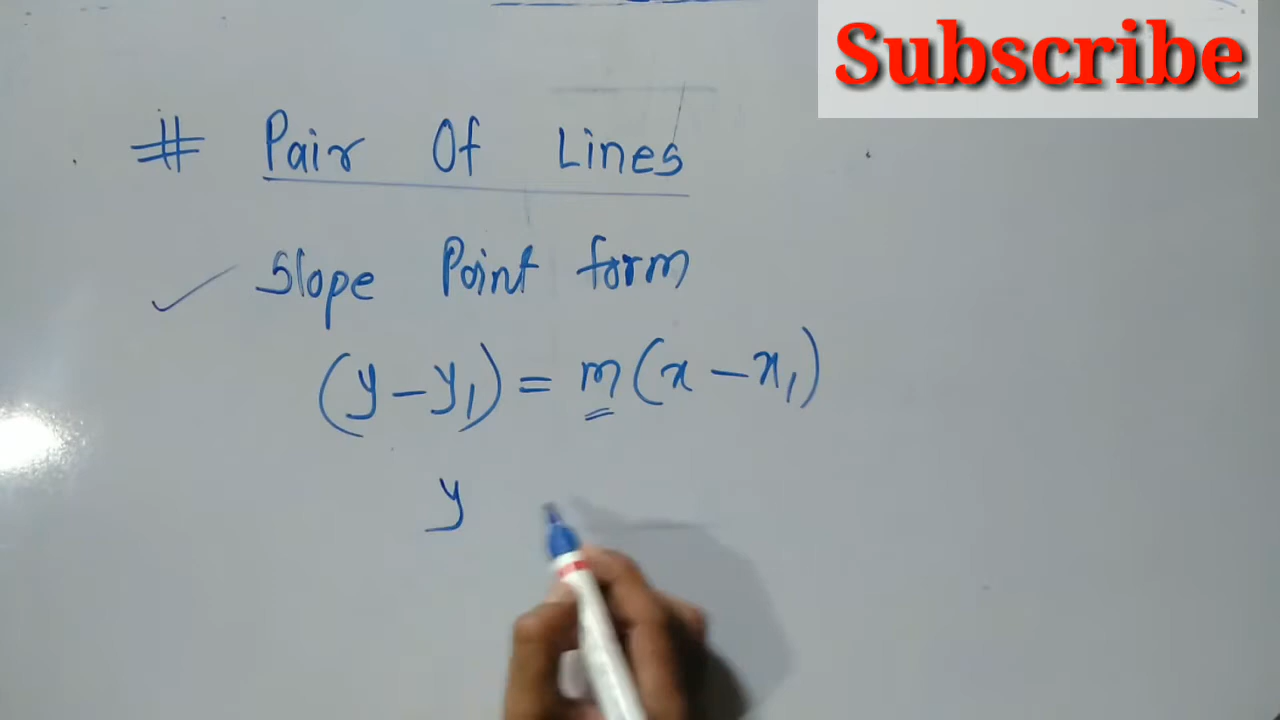 Subscribe
# Pair Of Lines
Slope Point form
(y-y₁) = m(x-x₁)
y